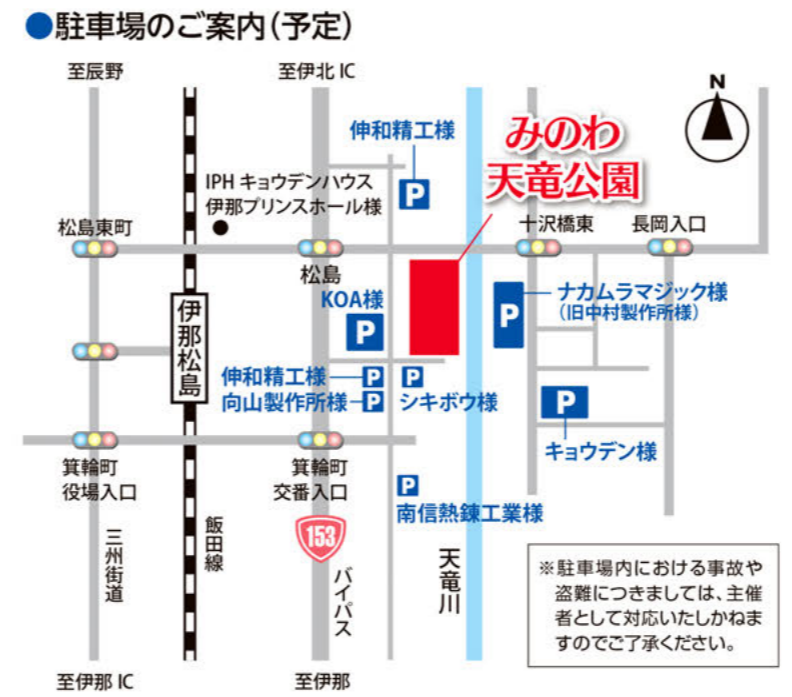 ●駐車場のご案内(予定)
至辰野
至伊北IC
N
伸和精工様
P
みのわ
天竜公園
IPH キョウデンハウス
伊那プリンスホール様
松島東町
松島
十沢橋東
長岡入口
KOA様
P
ナカムラマジック様
(旧中村製作所様)
P
伊那松島
伸和精工様
P
P
向山製作所様
P
シキボウ様
P
キョウデン様
箕輪町
役場入口
箕輪町
交番入口
P
南信熱錬工業様
153
三州街道
飯田線
バイパス
天竜川
※駐車場内における事故や
盗難につきましては、主催
者として対応いたしかねま
すのでご了承ください。
至伊那IC
至伊那